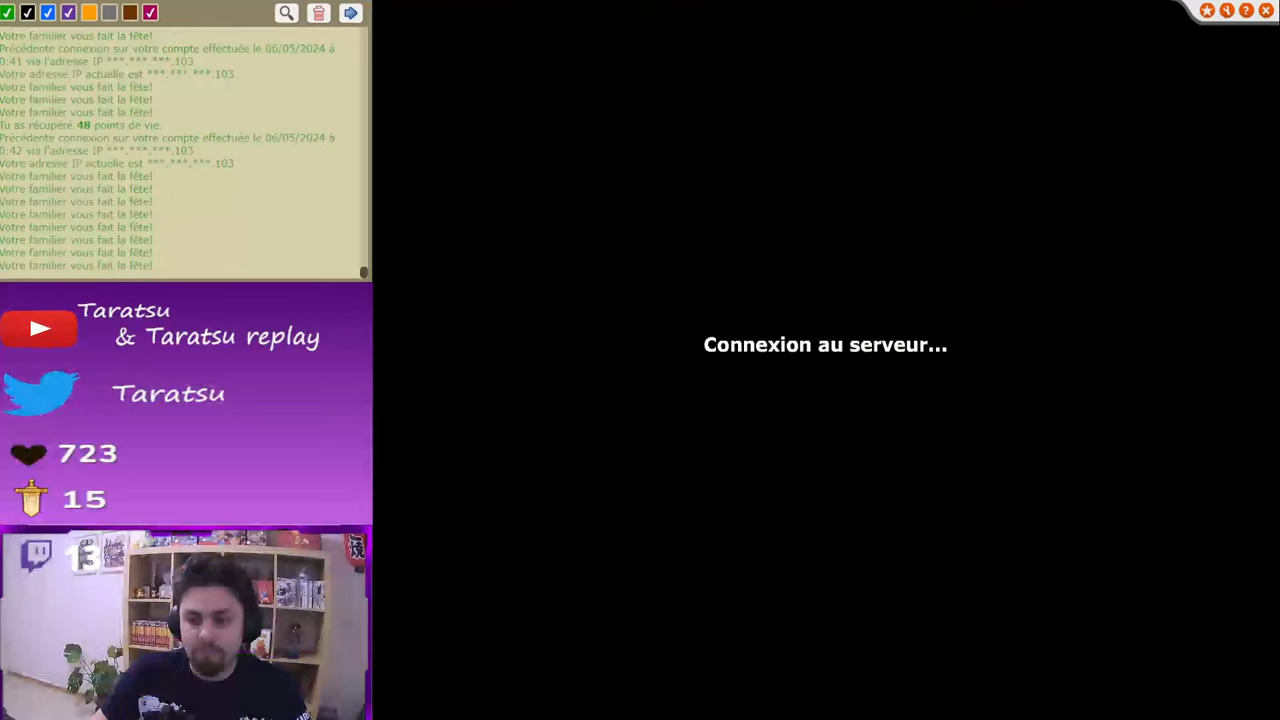 Votre familier vous fait la fête!
Précédente connexion sur votre compte effectuée le 06/05/2024 à
0:41 via l'adresse IP ***.***.***.103
Votre adresse IP actuelle est ***.***.***.103.
Votre familier vous fait la fête!
Votre familier vous fait la fête!
Votre familier vous fait la fête!
Tu as récupéré 48 points de vie.
Précédente connexion sur votre compte effectuée le 06/05/2024 à
0:42 via l'adresse IP ***.***.***.103
Votre adresse IP actuelle est ***.***.***.103
Votre familier vous fait la fête!
Votre familier vous fait la fête!
Votre familier vous fait la fête!
Votre familier vous fait la fête!
Votre familier vous fait la fête!
Votre familier vous fait la fête!
Votre familier vous fait la fête!
Votre familier vous fait la fête!
Taratsu
& Taratsu replay
Taratsu
723
15
Connexion au serveur...